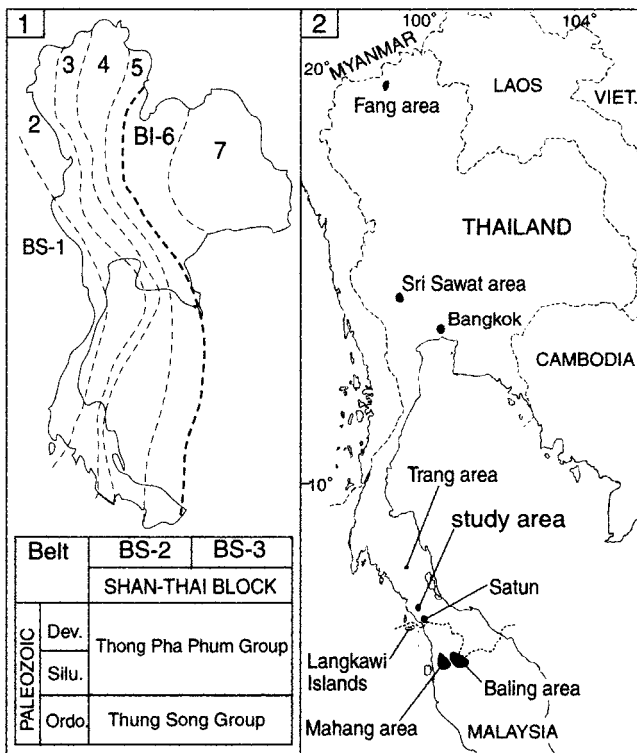 1
3
4
5
2
BI-6
7
BS-1
Belt
BS-2
BS-3
SHAN-THAI BLOCK
PALEOZOIC
Dev.
Thong Pha Phum Group
Silu.
Ordo.
Thung Song Group
2
100°
104°
20°
MYANMAR
LAOS
VIET.
Fang area
THAILAND
Sri Sawat area
Bangkok
CAMBODIA
10°
Trang area
study area
Satun
Langkawi
Islands
Baling area
Mahang area
MALAYSIA